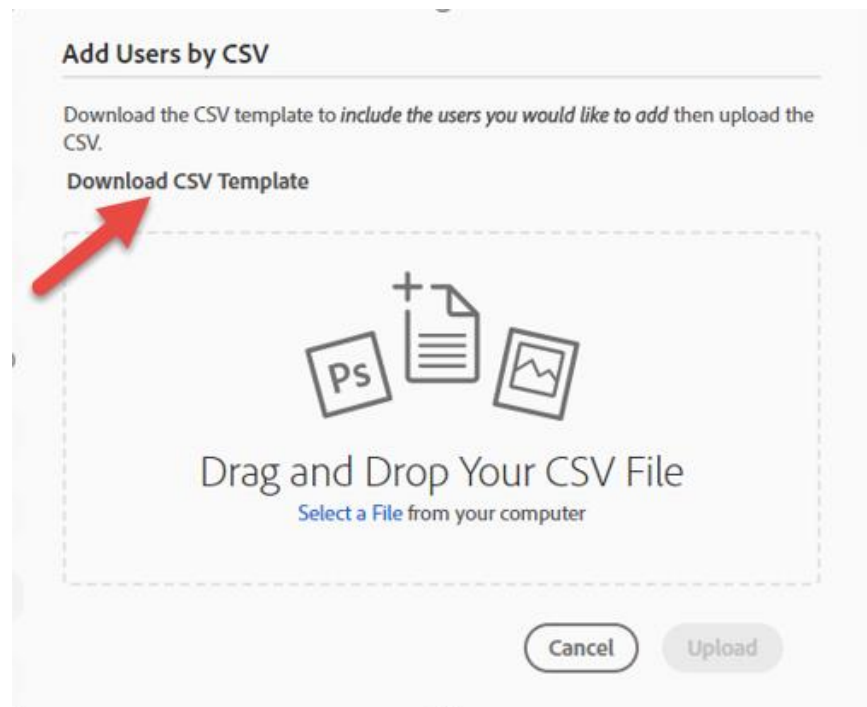 Add Users by CSV
Download the CSV template to include the users you would like to add then upload the
CSV.
Download CSV Template
Ps
Drag and Drop Your CSV File
Select a File from your computer
Cancel
Upload